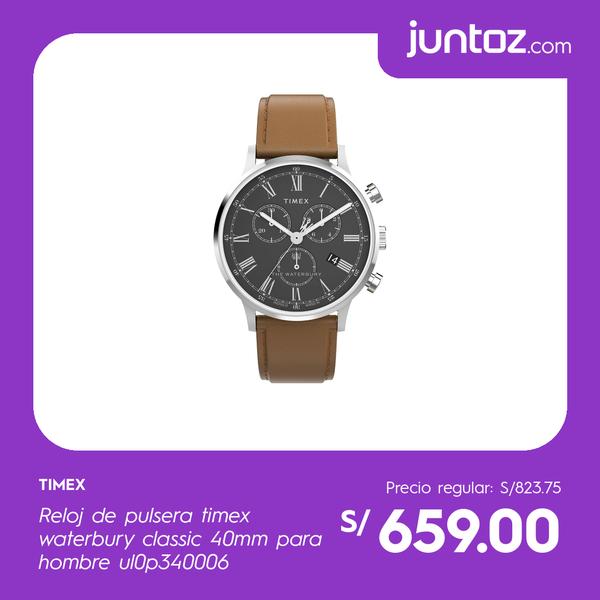 juntoz.com
TIMEX
THE WATERBURY
14
TIMEX
Reloj de pulsera timex
waterbury classic 40mm para
hombre ul0p340006
Precio regular: S/823.75
S/ 659.00